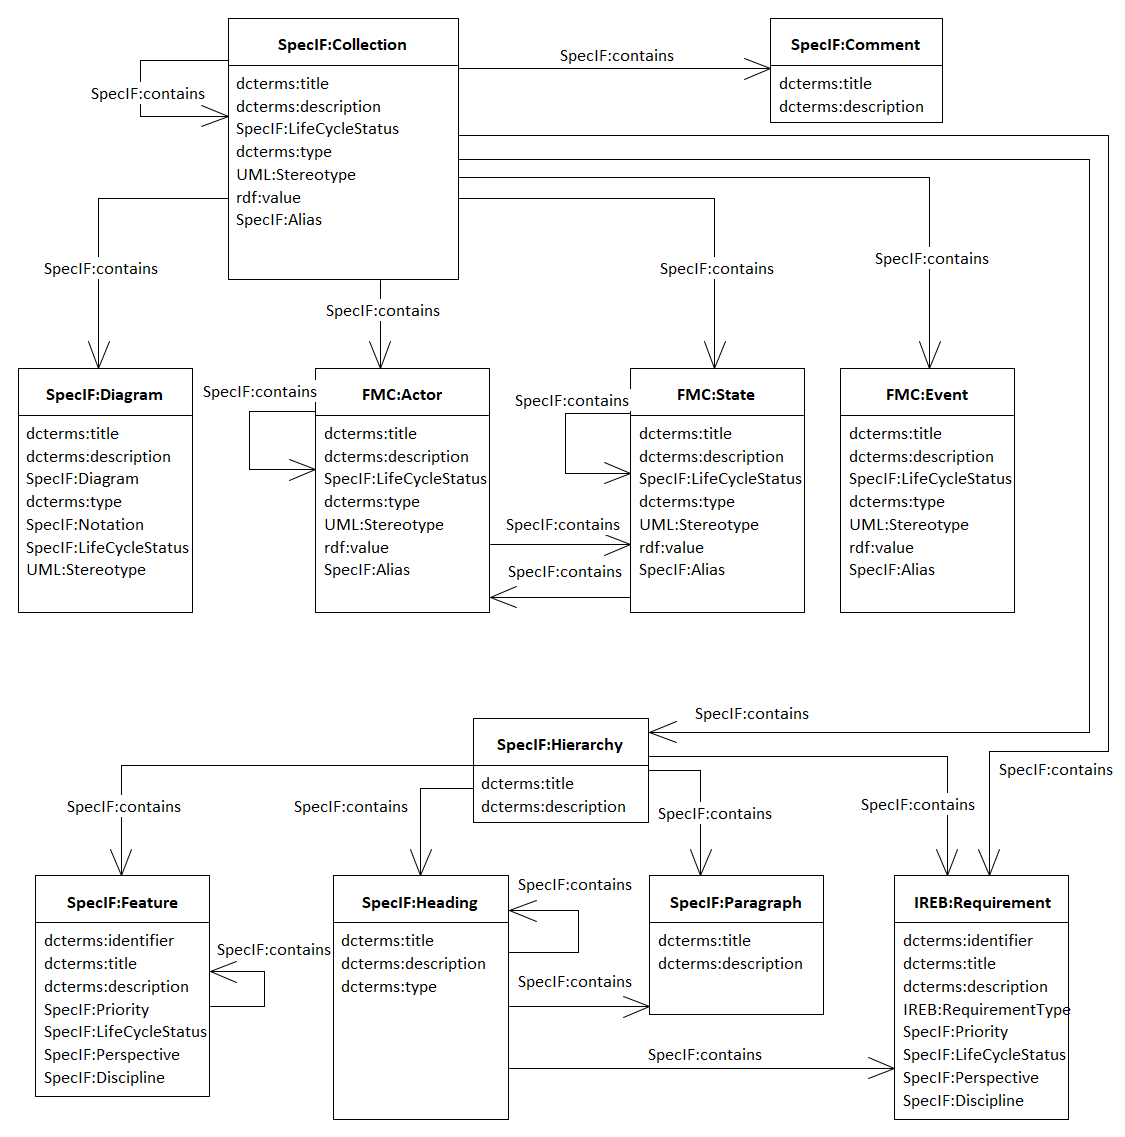 SpecIF:Collection
dcterms:title
dcterms:description
SpecIF:LifeCycleStatus
dcterms:type
UML:Stereotype
rdf:value
SpecIF:Alias
SpecIF:contains
SpecIF:contains
SpecIF:Comment
dcterms:title
dcterms:description
SpecIF:contains
SpecIF:contains
SpecIF:contains
SpecIF:contains
SpecIF:Diagram
dcterms:title
dcterms:description
SpecIF:Diagram
dcterms:type
SpecIF:Notation
SpecIF:LifeCycleStatus
UML:Stereotype
SpecIF:contains
FMC:Actor
dcterms:title
dcterms:description
SpecIF:LifeCycleStatus
dcterms:type
UML:Stereotype
rdf:value
SpecIF:Alias
SpecIF:contains
SpecIF:contains
SpecIF:contains
FMC:State
dcterms:title
dcterms:description
SpecIF:LifeCycleStatus
dcterms:type
UML:Stereotype
rdf:value
SpecIF:Alias
FMC:Event
dcterms:title
dcterms:description
SpecIF:LifeCycleStatus
dcterms:type
UML:Stereotype
rdf:value
SpecIF:Alias
SpecIF:contains
SpecIF:Hierarchy
dcterms:title
dcterms:description
SpecIF:contains
SpecIF:contains
SpecIF:contains
SpecIF:contains
SpecIF:contains
SpecIF:Feature
dcterms:identifier
dcterms:title
dcterms:description
SpecIF:Priority
SpecIF:LifeCycleStatus
SpecIF:Perspective
SpecIF:Discipline
SpecIF:contains
SpecIF:Heading
dcterms:title
dcterms:description
dcterms:type
SpecIF:contains
SpecIF:contains
SpecIF:contains
SpecIF:Paragraph
dcterms:title
dcterms:description
IREB:Requirement
dcterms:identifier
dcterms:title
dcterms:description
IREB:RequirementType
SpecIF:Priority
SpecIF:LifeCycleStatus
SpecIF:Perspective
SpecIF:Discipline